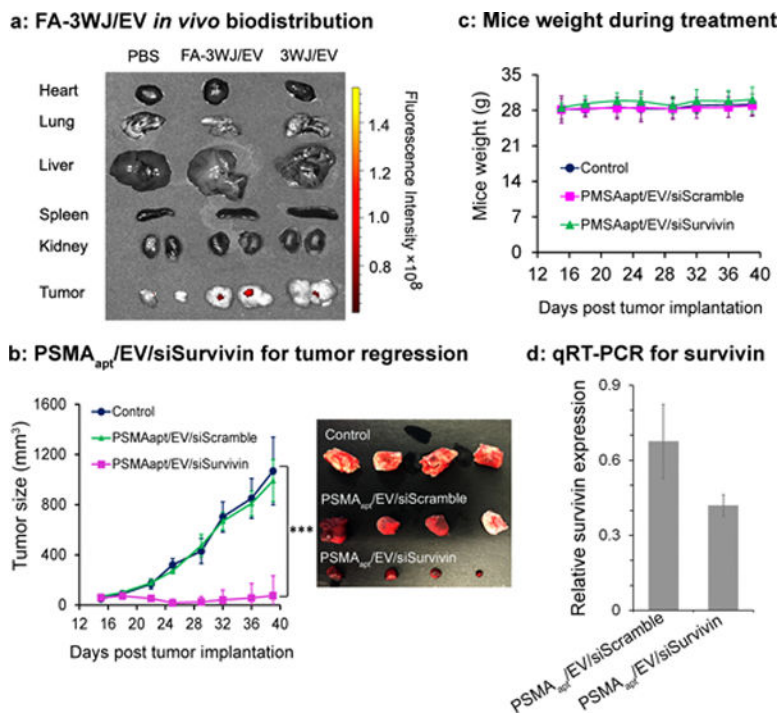 a: FA-3WJ/EV in vivo biodistribution
PBS FA-3WJ/EV 3WJ/EV
Heart
Lung
Liver
Spleen
Kidney
Tumor
1.4
1.2
1.0
0.8
Fluorescence Intensity ×10⁸
b: PSMAapt/EV/siSurvivin for tumor regression
1600
1200
800
400
0
Tumor size (mm³)
Control
PSMAapt/EV/siScramble
PSMAapt/EV/siSurvivin
***
12 16 20 24 28 32 36 40
Days post tumor implantation
Control
PSMAapt/EV/siScramble
PSMAapt/EV/siSurvivin
c: Mice weight during treatment
35
28
21
14
7
0
Mice weight (g)
Control
PMSAapt/EV/siScramble
PMSAapt/EV/siSurvivin
12 16 20 24 28 32 36 40
Days post tumor implantation
d: qRT-PCR for survivin
0.9
0.6
0.3
0
Relative survivin expression
PSMAapt/EV/siScramble
PSMAapt/EV/siSurvivin